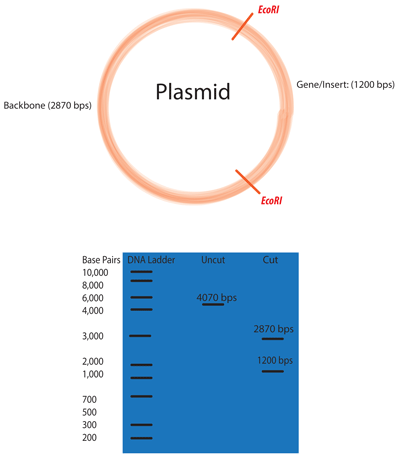 EcoRI
Plasmid
Gene/Insert: (1200 bps)
Backbone (2870 bps)
EcoRI
Base Pairs DNA Ladder Uncut Cut
10,000
8,000
6,000
4070 bps
4,000
2870 bps
3,000
2,000
1200 bps
1,000
700
500
300
200